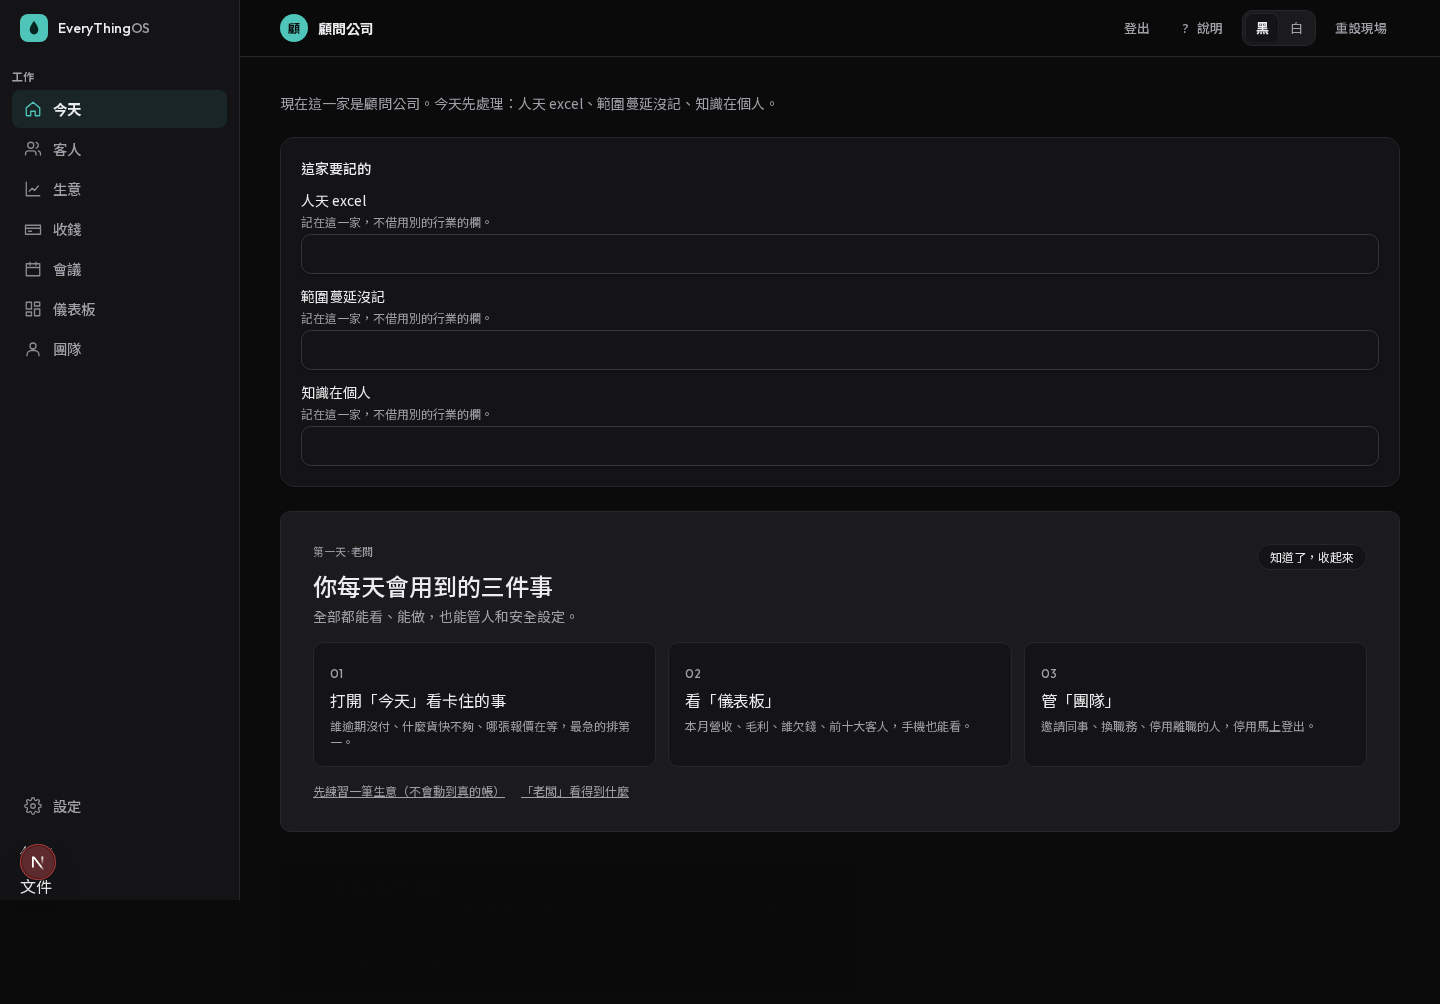 EveryThingOS
工作
今天
客人
生意
收錢
會議
儀表板
團隊
設定
文件
顧 顧問公司
登出
? 說明
黑 白
重設現場
現在這一家是顧問公司。今天先處理：人天 excel、範圍蔓延沒記、知識在個人。
這家要記的
人天 excel
記在這一家，不借用別的行業的欄。
範圍蔓延沒記
記在這一家，不借用別的行業的欄。
知識在個人
記在這一家，不借用別的行業的欄。
第一天·老闆
知道了，收起來
你每天會用到的三件事
全部都能看、能做，也能管人和安全設定。
01
打開「今天」看卡住的事
誰逾期沒付、什麼貨快不夠、哪張報價在等，最急的排第
一。
02
看「儀表板」
本月營收、毛利、誰欠錢、前十大客人，手機也能看。
03
管「團隊」
邀請同事、換職務、停用離職的人，停用馬上登出。
先練習一筆生意（不會動到真的帳） 「老闆」看得到什麼